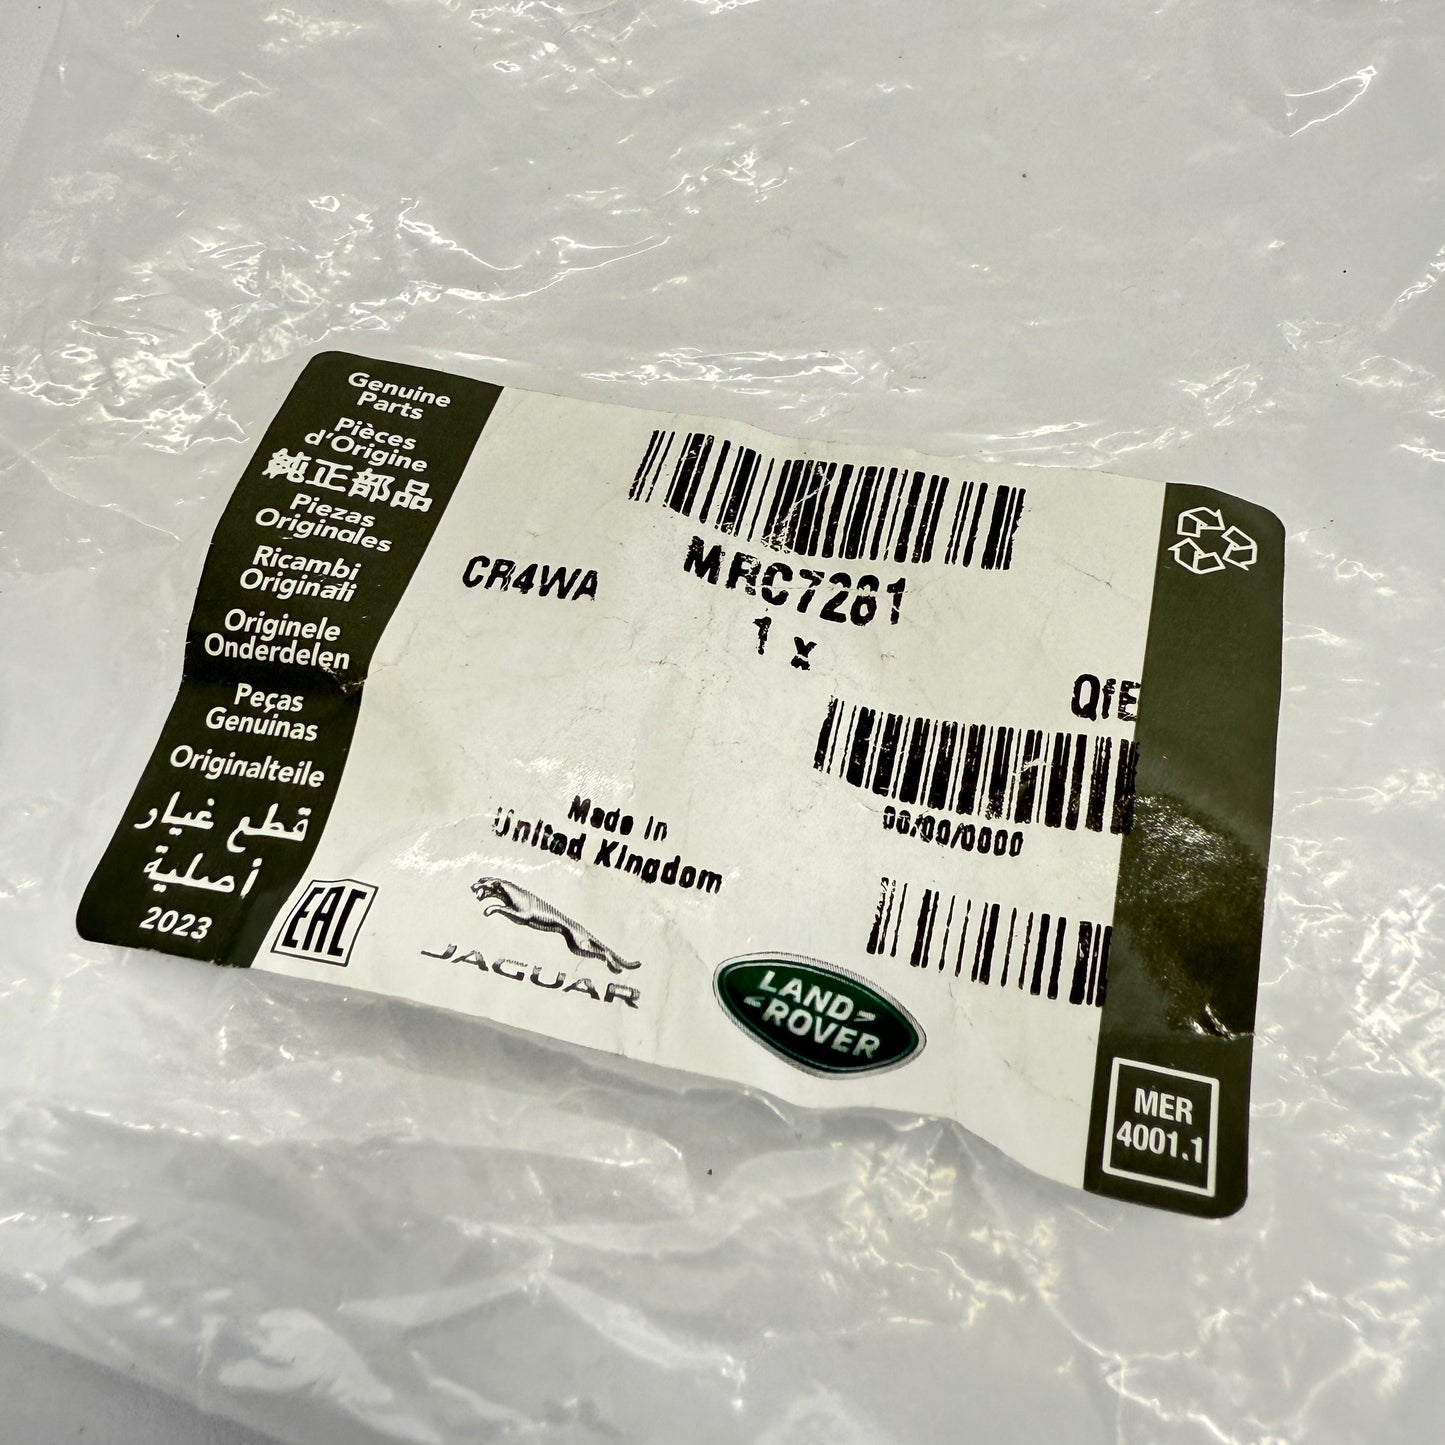 Genuine
Parts
Pièces
d'Origine
純正部品
Piezas
Originales
Ricambi
Originali
Originele
Onderdelen
Peças
Genuinas
Originalteile
قطع غيار
أصلية
2023
EAC
CR4WA
MRC7281
1 x
QfE
00/00/0000
Made in
United Kingdom
JAGUAR
LAND
ROVER
MER
4001.1